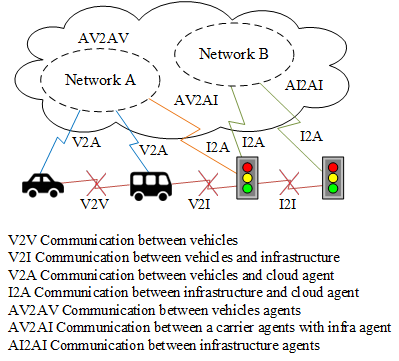 AV2AV
Network B
Network A
AI2AI
AV2AI
V2A
V2A
I2A
I2A
I2A
V2V
V2I
I2I
V2V Communication between vehicles
V2I Communication between vehicles and infrastructure
V2A Communication between vehicles and cloud agent
I2A Communication between infrastructure and cloud agent
AV2AV Communication between vehicles agents
AV2AI Communication between a carrier agents with infra agent
AI2AI Communication between infrastructure agents